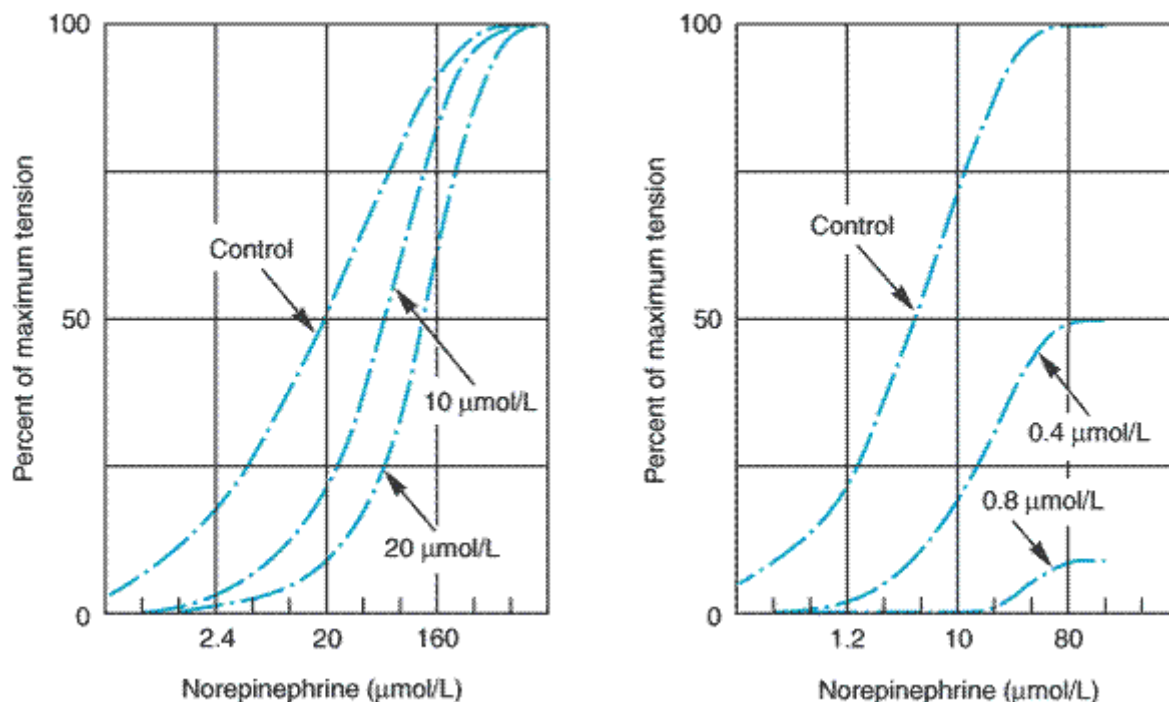 100
50
0
Percent of maximum tension
Control
10 μmol/L
20 μmol/L
2.4
20
160
Norepinephrine (μmol/L)
100
50
0
Percent of maximum tension
Control
0.4 μmol/L
0.8 μmol/L
1.2
10
80
Norepinephrine (μmol/L)